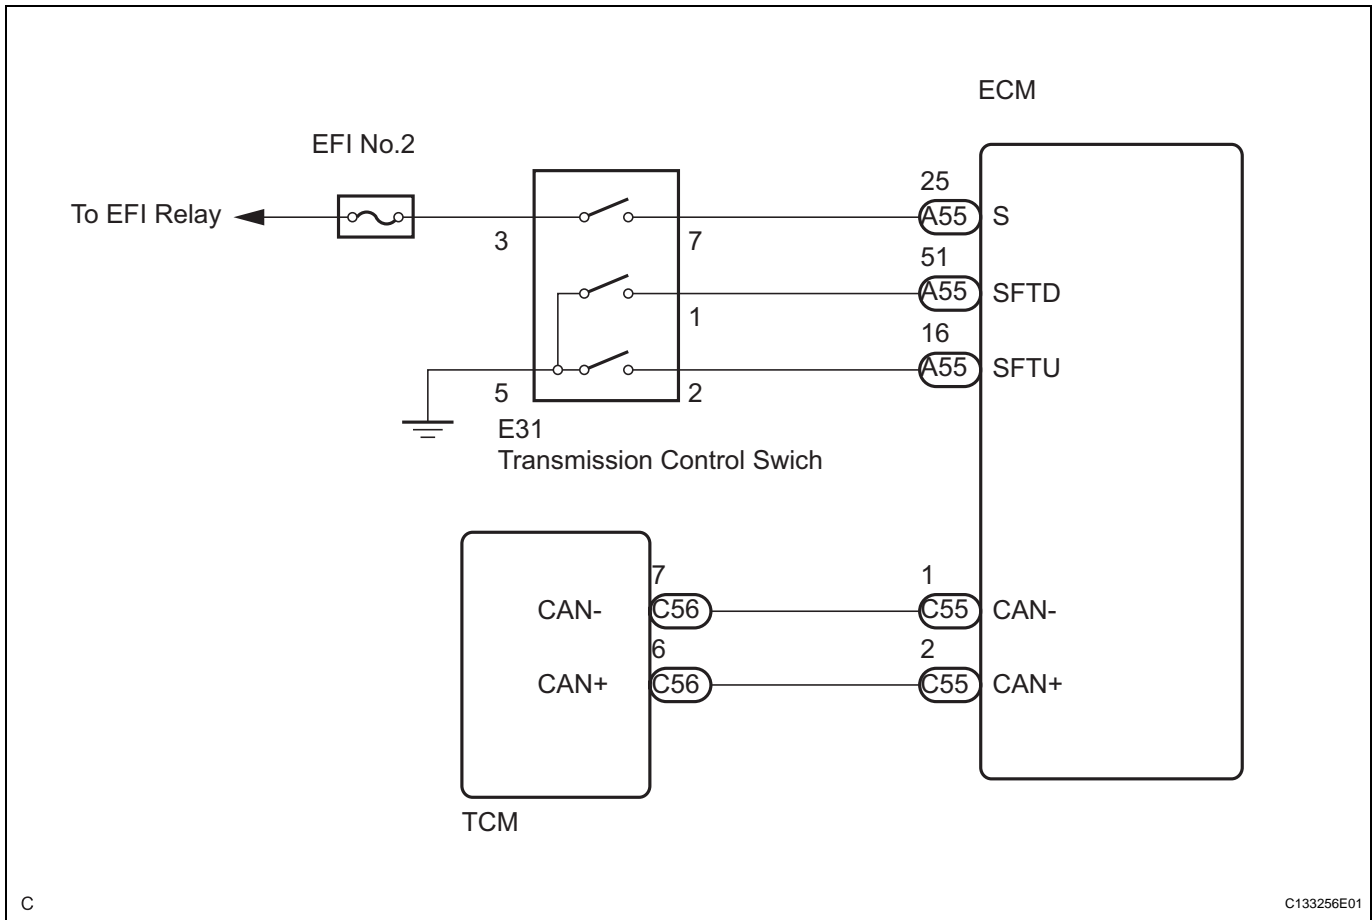 ECM
EFI No.2
To EFI Relay
3
7
25
A55
S
1
51
A55
SFTD
5
2
16
A55
SFTU
E31
Transmission Control Swich
CAN-
7
C56
1
C55
CAN-
CAN+
6
C56
2
C55
CAN+
TCM
C
C133256E01